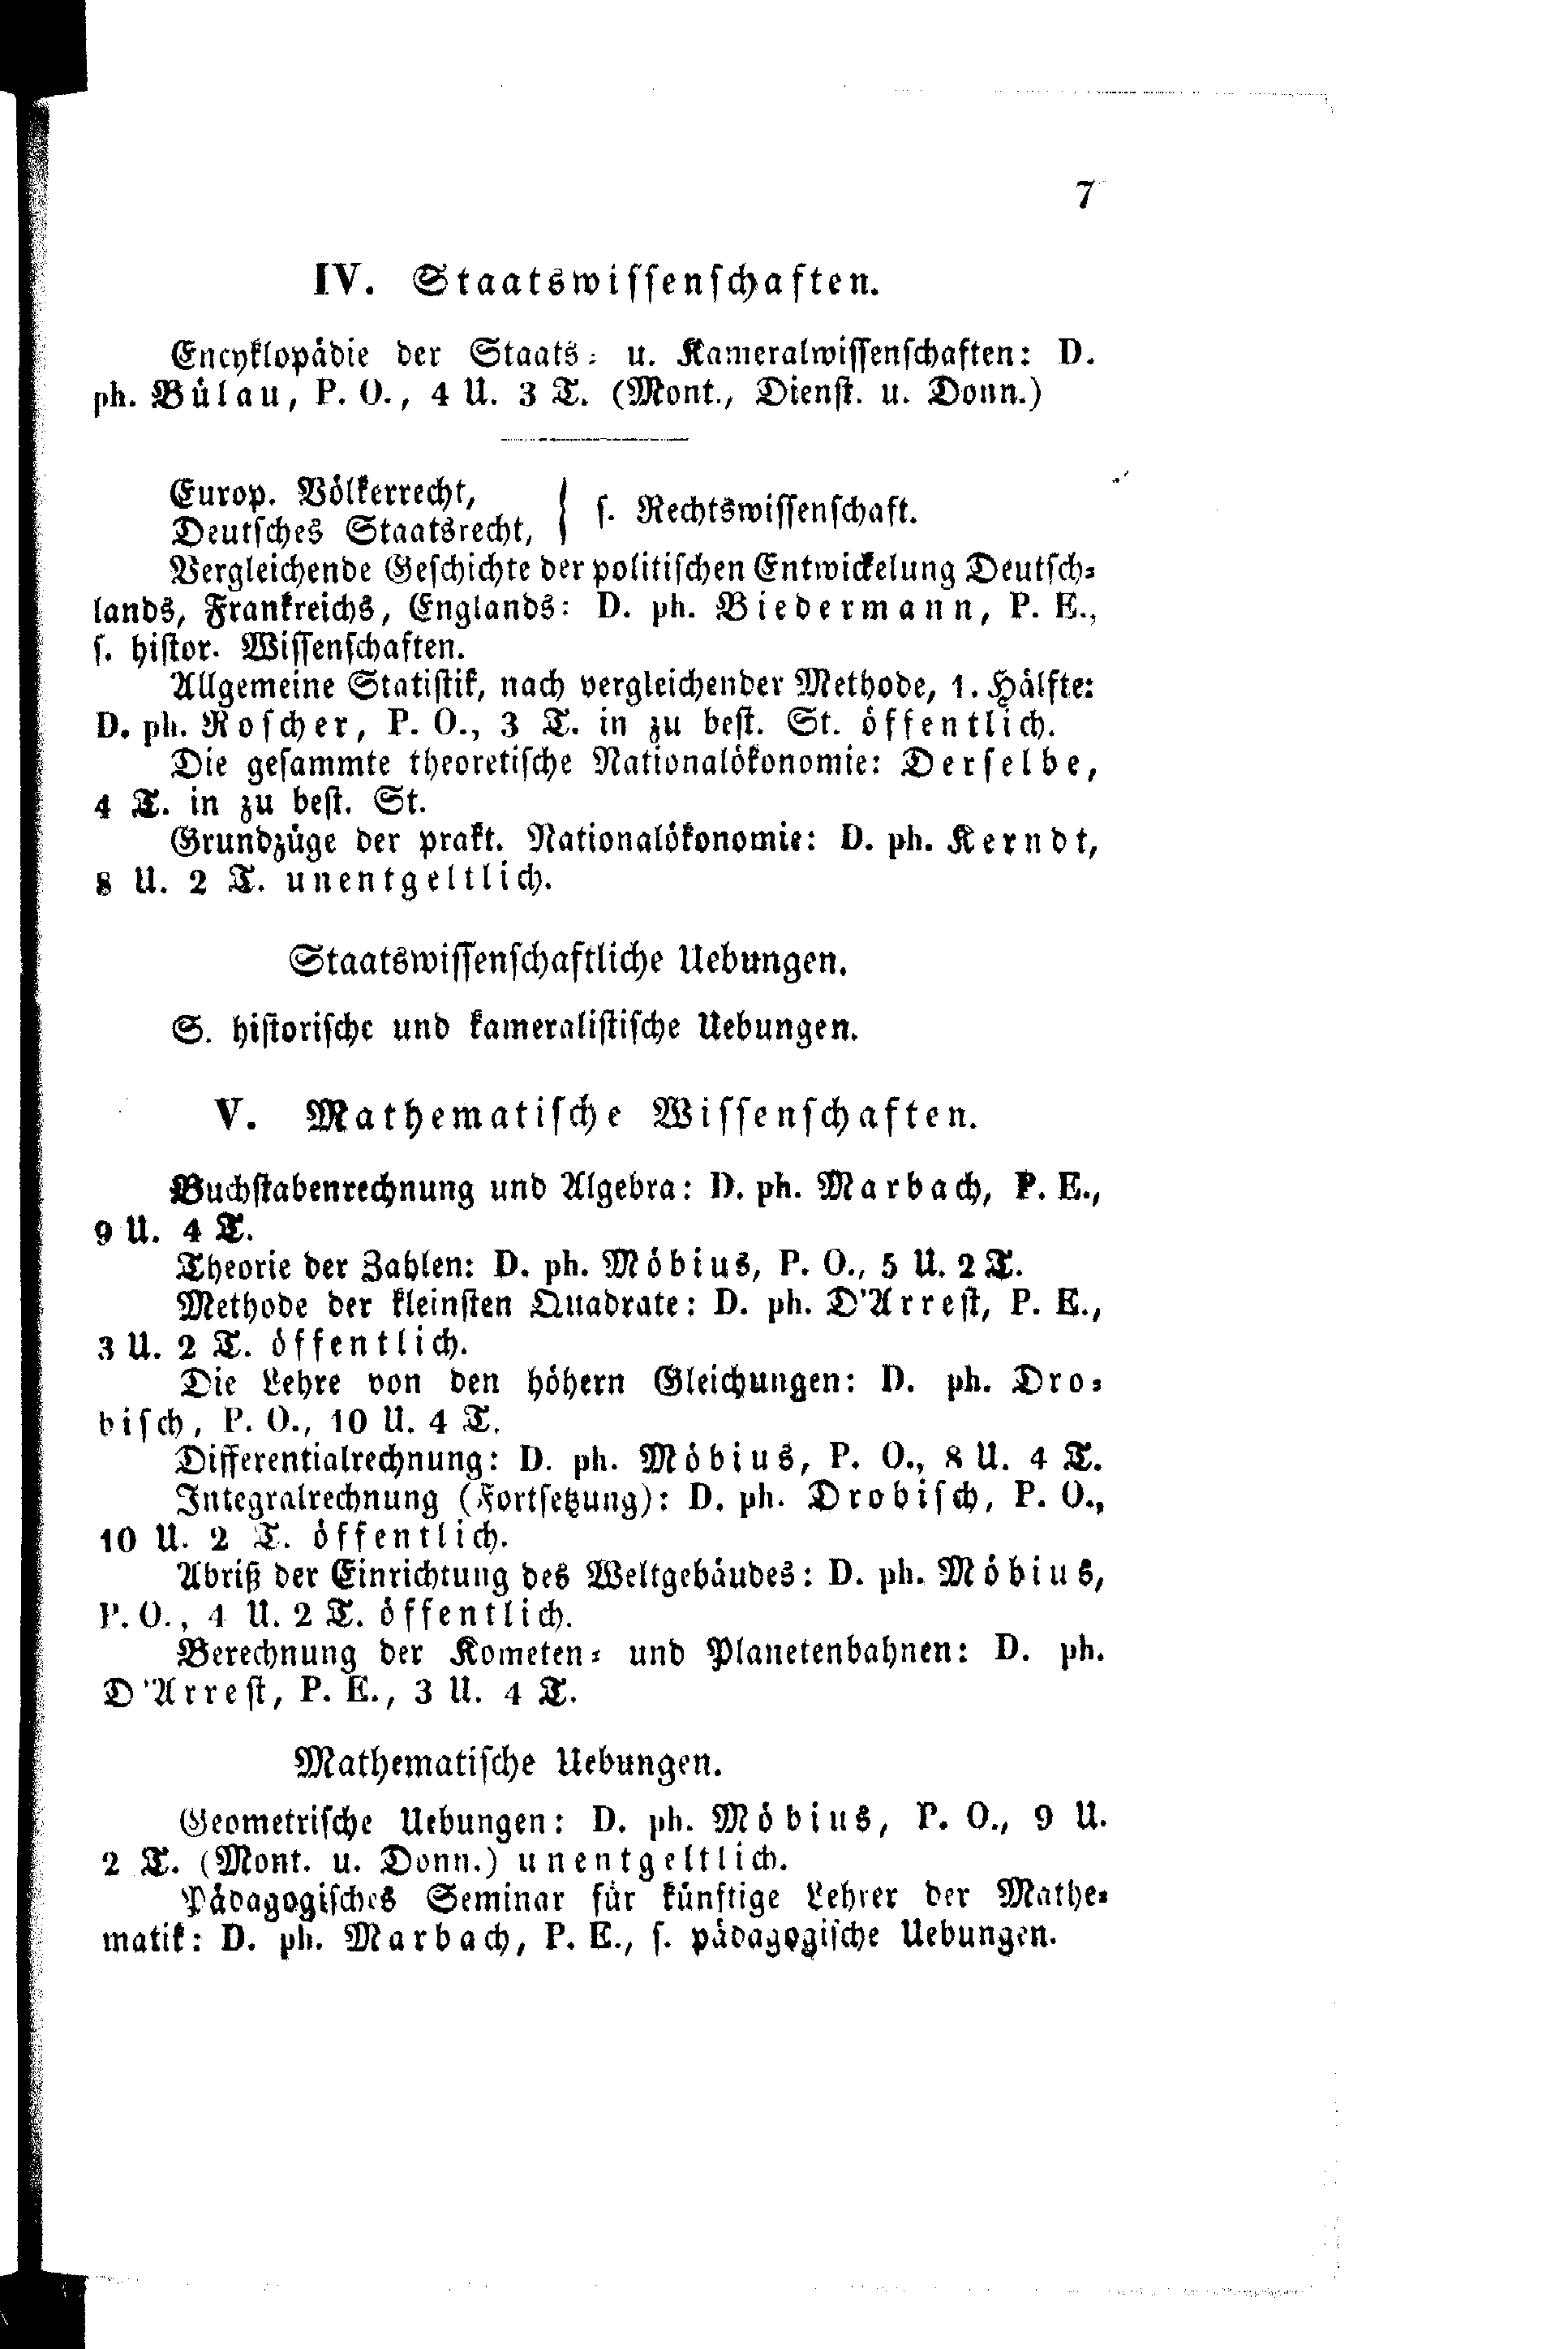 7
IV. Staatswissenschaften.
Encyklopädie der Staats- u. Kameralwissenschaften: D.
ph. Bülau, P. O., 4 U. 3 T. (Mont., Dienst. u. Donn.)
Europ. Völkerrecht,
Deutsches Staatsrecht, } s. Rechtswissenschaft.
Vergleichende Geschichte der politischen Entwickelung Deutsch-
lands, Frankreichs, Englands: D. ph. Biedermann, P. E.,
s. histor. Wissenschaften.
Allgemeine Statistik, nach vergleichender Methode, 1. Hälfte:
D. ph. Roscher, P. O., 3 T. in zu best. St. öffentlich.
Die gesammte theoretische Nationalökonomie: Derselbe,
4 T. in zu best. St.
Grundzüge der prakt. Nationalökonomie: D. ph. Kerndt,
8 U. 2 T. unentgeltlich.
Staatswissenschaftliche Uebungen.
S. historische und kameralistische Uebungen.
V. Mathematische Wissenschaften.
Buchstabenrechnung und Algebra: D. ph. Marbach, P. E.,
9 U. 4 T.
Theorie der Zahlen: D. ph. Möbius, P. O., 5 U. 2 T.
Methode der kleinsten Quadrate: D. ph. D'Arrest, P. E.,
3 U. 2 T. öffentlich.
Die Lehre von den höhern Gleichungen: D. ph. Dro-
bisch, P. O., 10 U. 4 T.
Differentialrechnung: D. ph. Möbius, P. O., 8 U. 4 T.
Integralrechnung (Fortsetzung): D. ph. Drobisch, P. O.,
10 U. 2 T. öffentlich.
Abriß der Einrichtung des Weltgebäudes: D. ph. Möbius,
P. O., 4 U. 2 T. öffentlich.
Berechnung der Kometen- und Planetenbahnen: D. ph.
D'Arrest, P. E., 3 U. 4 T.
Mathematische Uebungen.
Geometrische Uebungen: D. ph. Möbius, P. O., 9 U.
2 T. (Mont. u. Donn.) unentgeltlich.
Pädagogisches Seminar für künftige Lehrer der Mathe-
matik: D. ph. Marbach, P. E., s. pädagogische Uebungen.